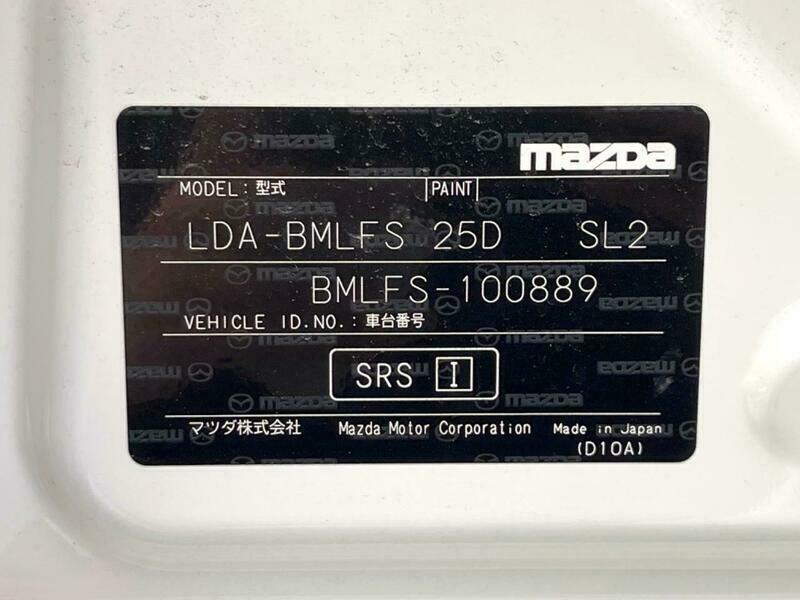 mazda
MODEL : 型式 PAINT
LDA-BMLFS 25D SL2
BMLFS-100889
VEHICLE ID.NO. : 車台番号
SRS I
マツダ株式会社 Mazda Motor Corporation Made in Japan
(D10A)